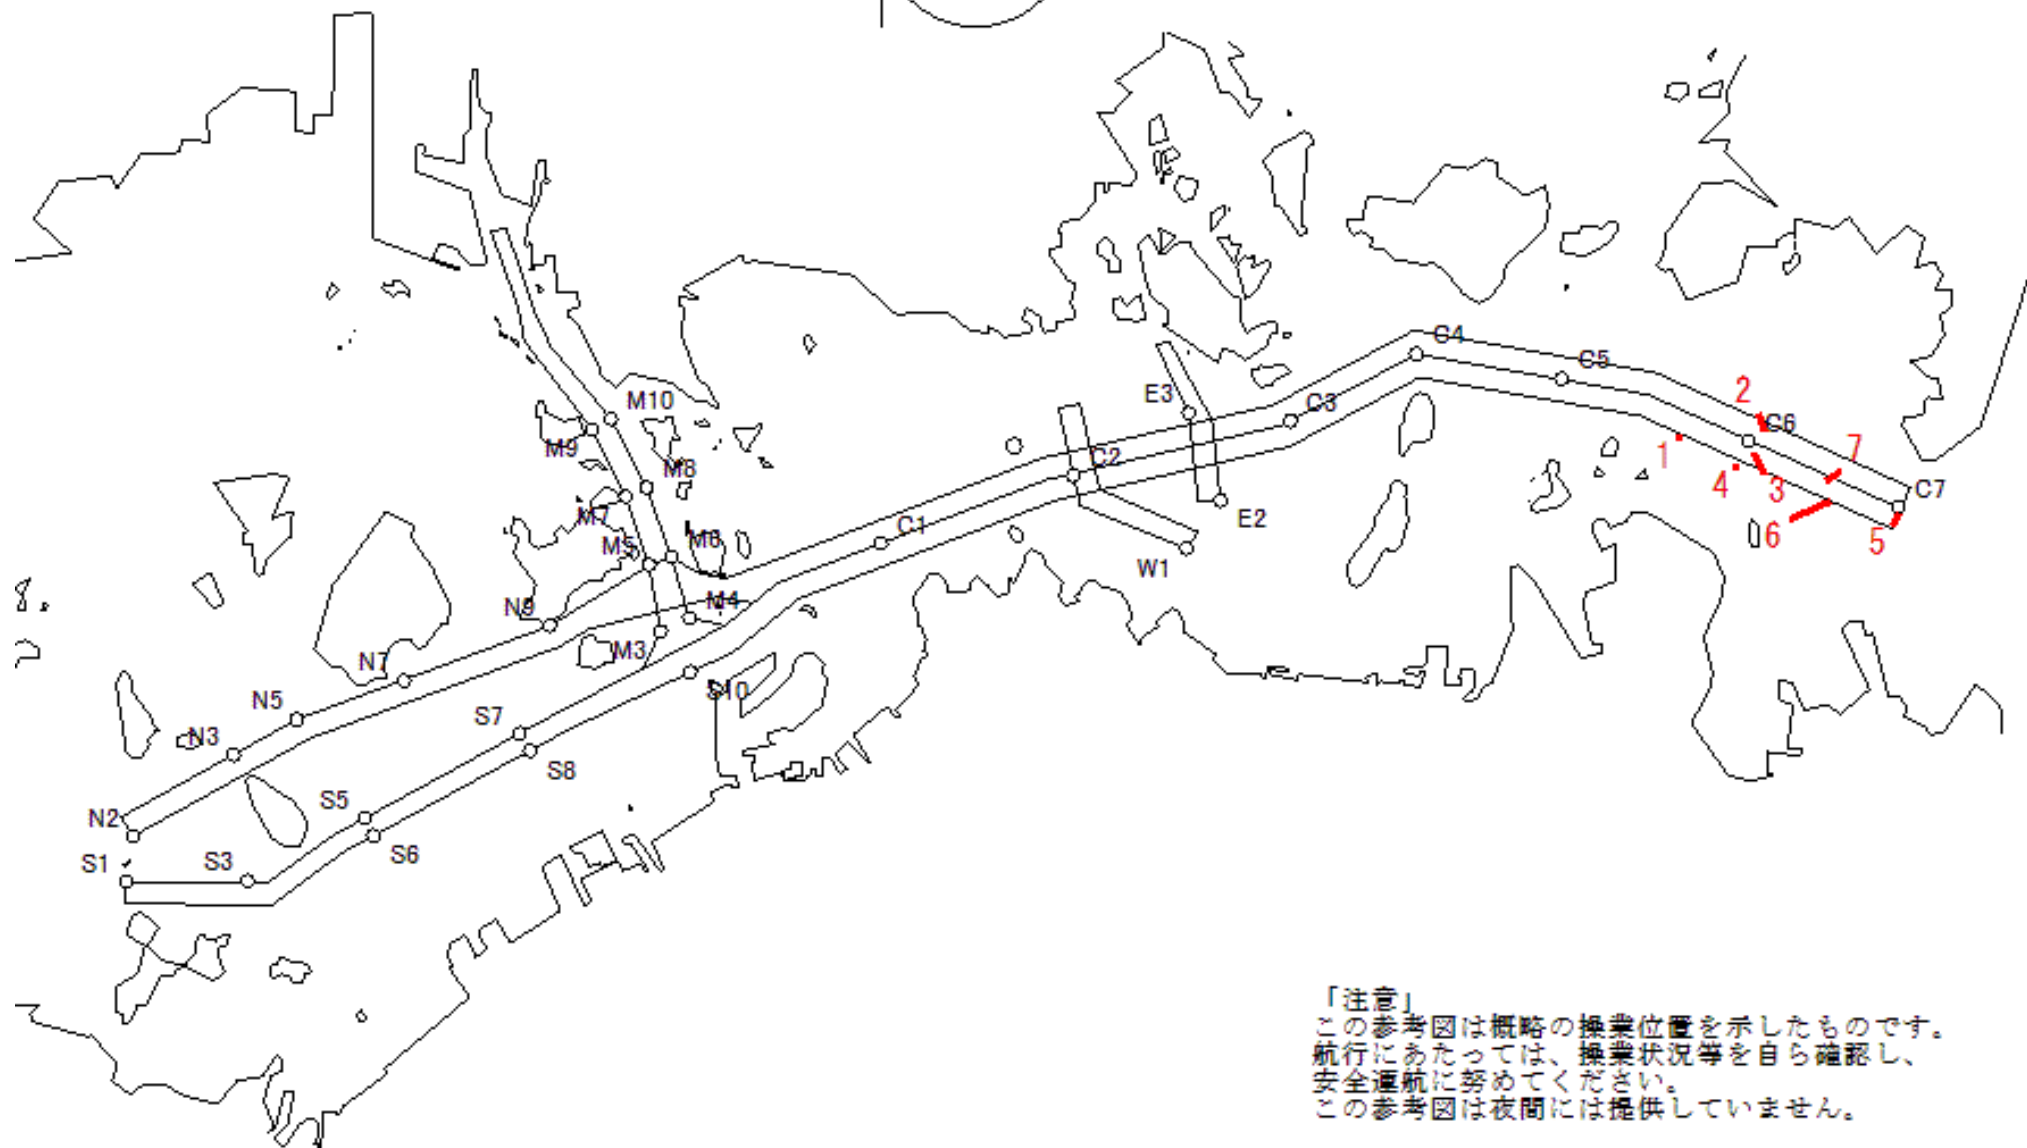 C4
C5
2
C6
E3
C3
M10
7
1
M9
C2
M8
4
3
C7
E2
M7
C1
6
5
M5
M6
W1
N9
M4
M3
N7
S10
N5
S7
N3
S8
S5
N2
S6
S1
S3
「注意」
この参考図は概略の操業位置を示したものです。
航行にあたっては、操業状況等を自ら確認し、
安全運航に努めてください。
この参考図は夜間には提供していません。